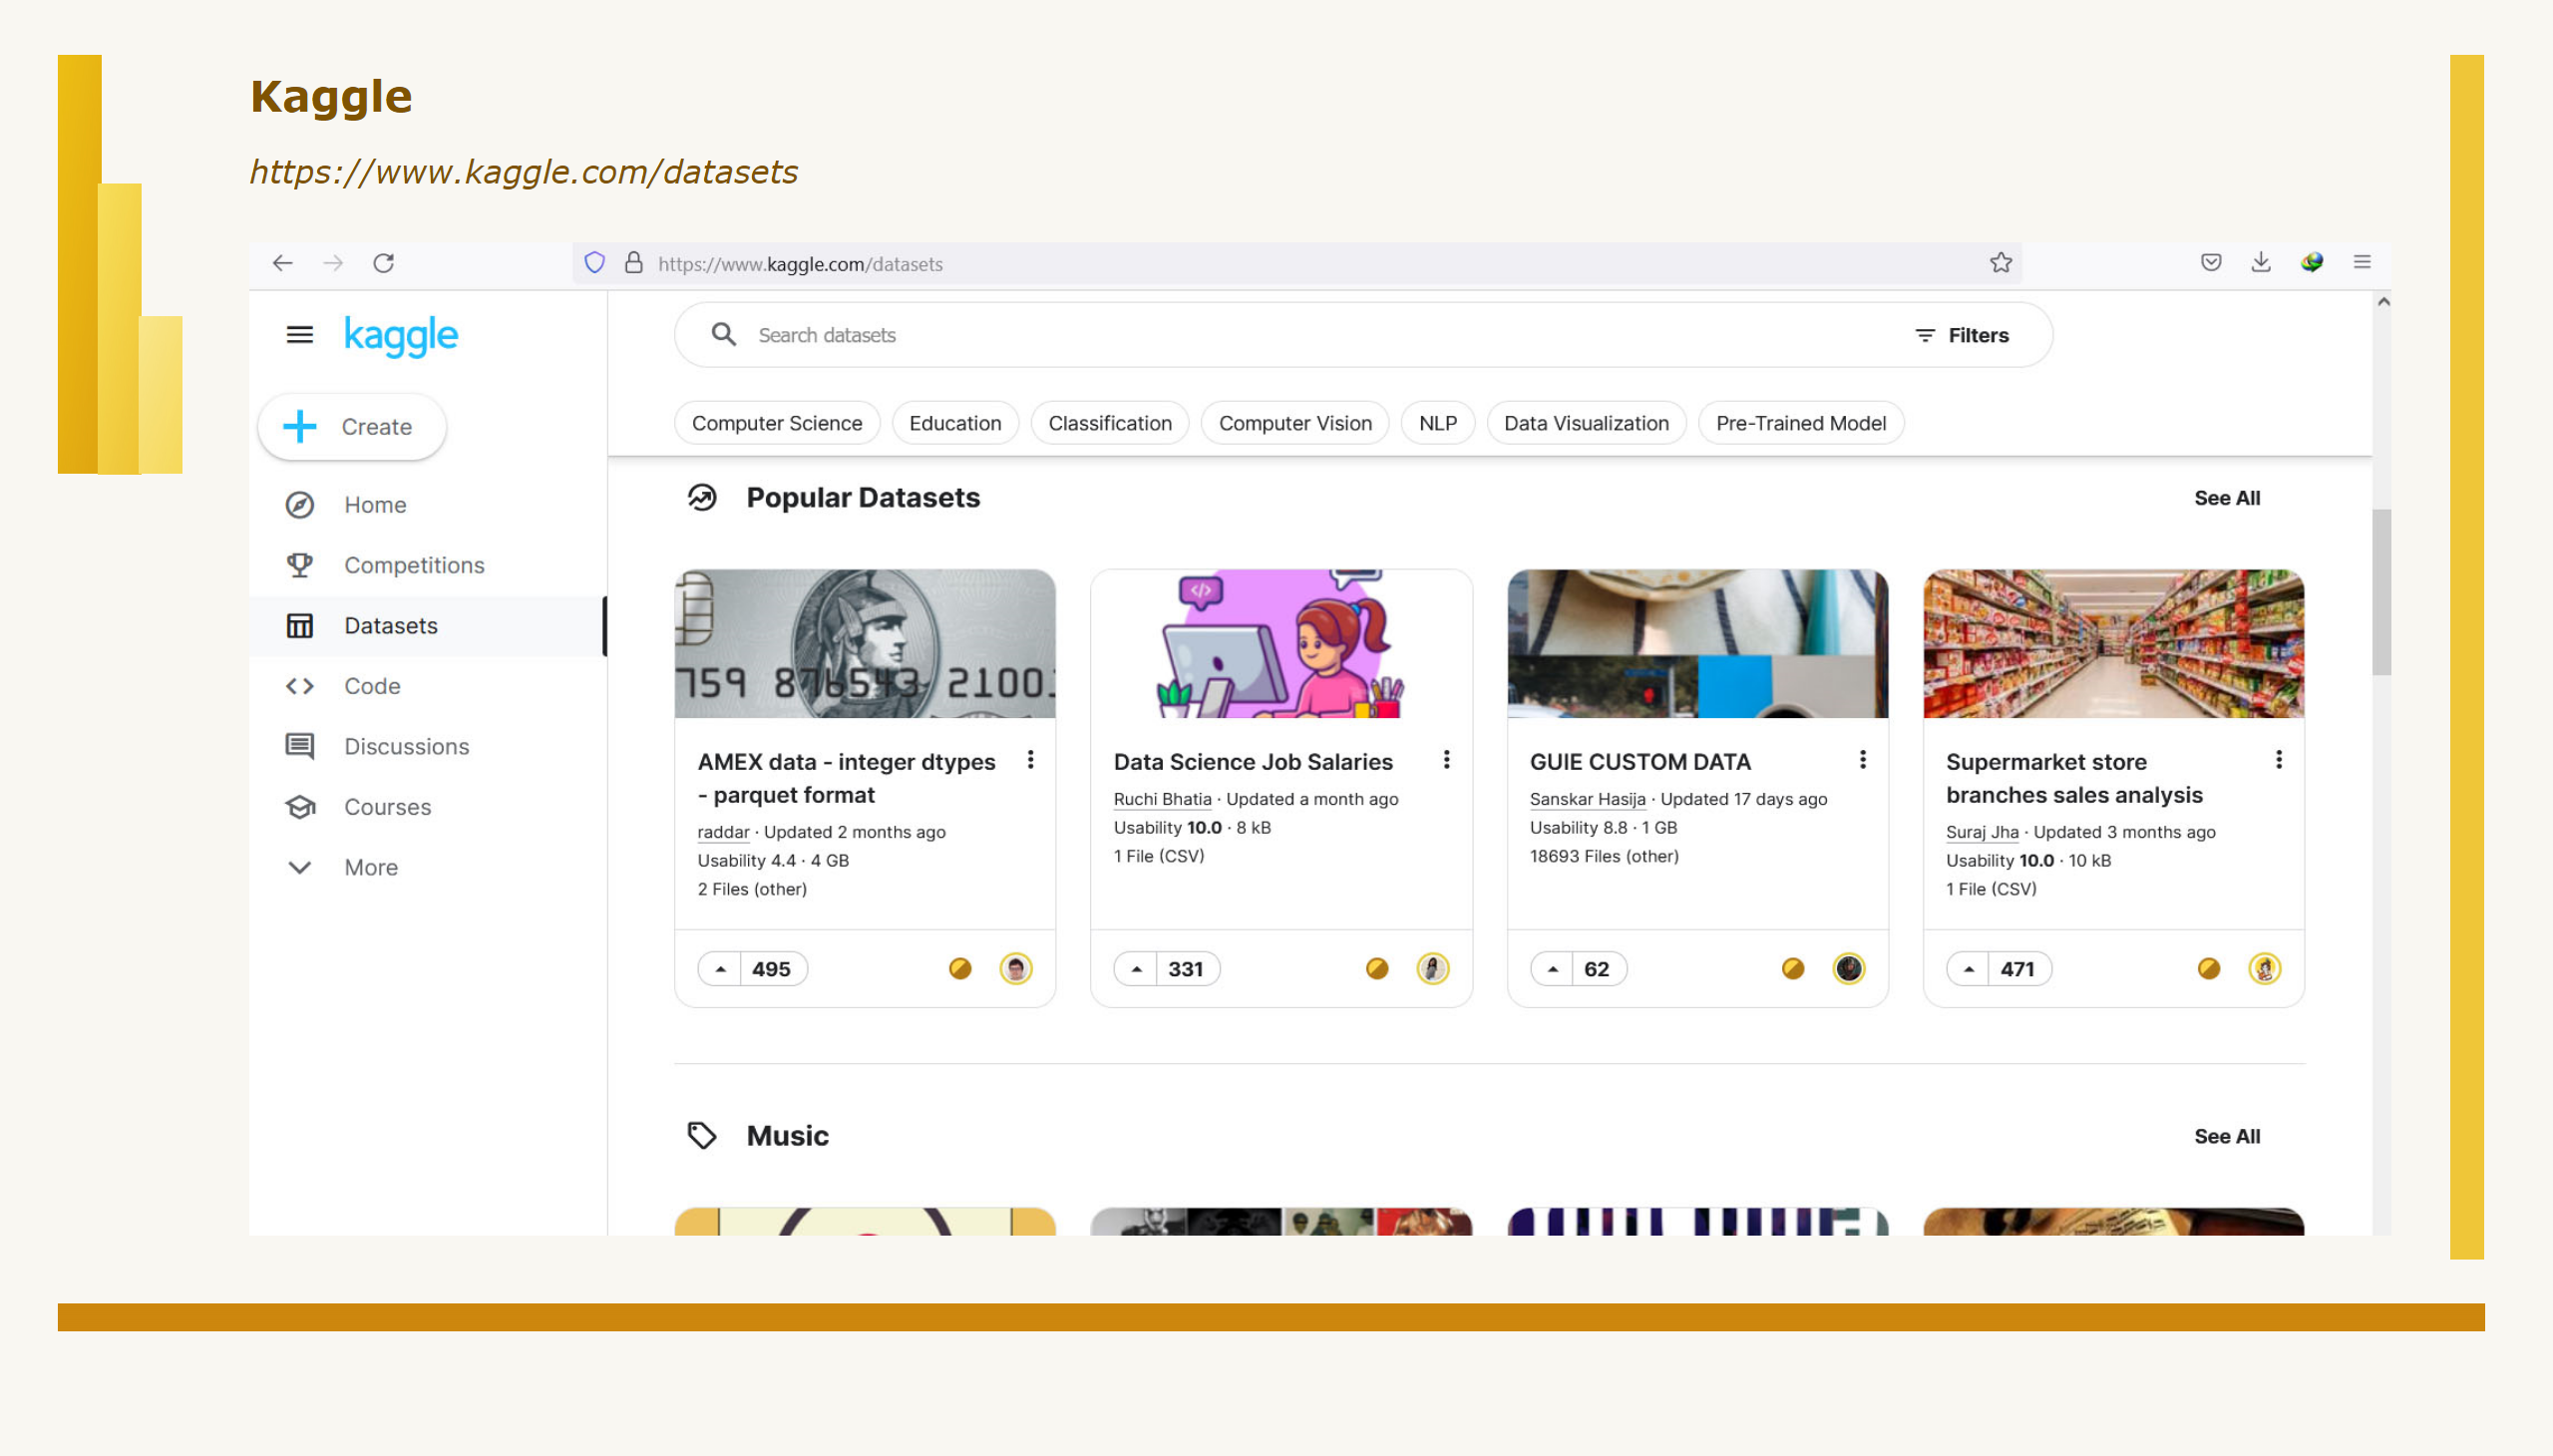 Kaggle
https://www.kaggle.com/datasets
https://www.kaggle.com/datasets
kaggle
Search datasets
Filters
Create
Computer Science
Education
Classification
Computer Vision
NLP
Data Visualization
Pre-Trained Model
Home
Competitions
Datasets
Code
Discussions
Courses
More
Popular Datasets
See All
759 876543 2100
AMEX data - integer dtypes
- parquet format
raddar · Updated 2 months ago
Usability 4.4 · 4 GB
2 Files (other)
495
</>
Data Science Job Salaries
Ruchi Bhatia · Updated a month ago
Usability 10.0 · 8 kB
1 File (CSV)
331
GUIE CUSTOM DATA
Sanskar Hasija · Updated 17 days ago
Usability 8.8 · 1 GB
18693 Files (other)
62
Supermarket store
branches sales analysis
Suraj Jha · Updated 3 months ago
Usability 10.0 · 10 kB
1 File (CSV)
471
Music
See All